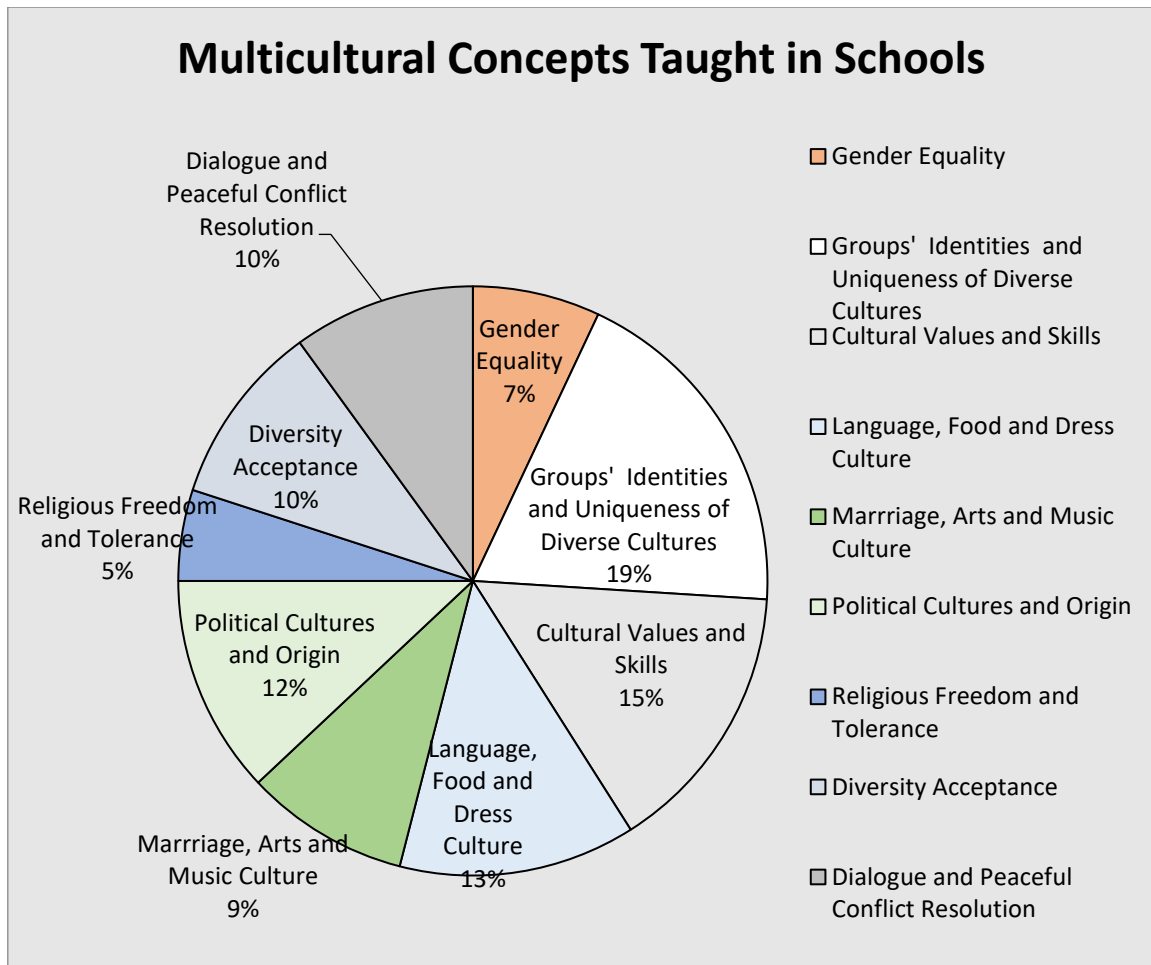 Multicultural Concepts Taught in Schools
Dialogue and
Peaceful Conflict
Resolution
10%
Gender
Equality
7%
Groups' Identities
and Uniqueness of
Diverse Cultures
19%
Cultural Values and
Skills
15%
Language,
Food and
Dress
Culture
13%
Marrriage, Arts and
Music Culture
9%
Political Cultures
and Origin
12%
Religious Freedom
and Tolerance
5%
Diversity
Acceptance
10%
Gender Equality
Groups' Identities and
Uniqueness of Diverse
Cultures
Cultural Values and Skills
Language, Food and Dress
Culture
Marrriage, Arts and Music
Culture
Political Cultures and Origin
Religious Freedom and
Tolerance
Diversity Acceptance
Dialogue and Peaceful
Conflict Resolution